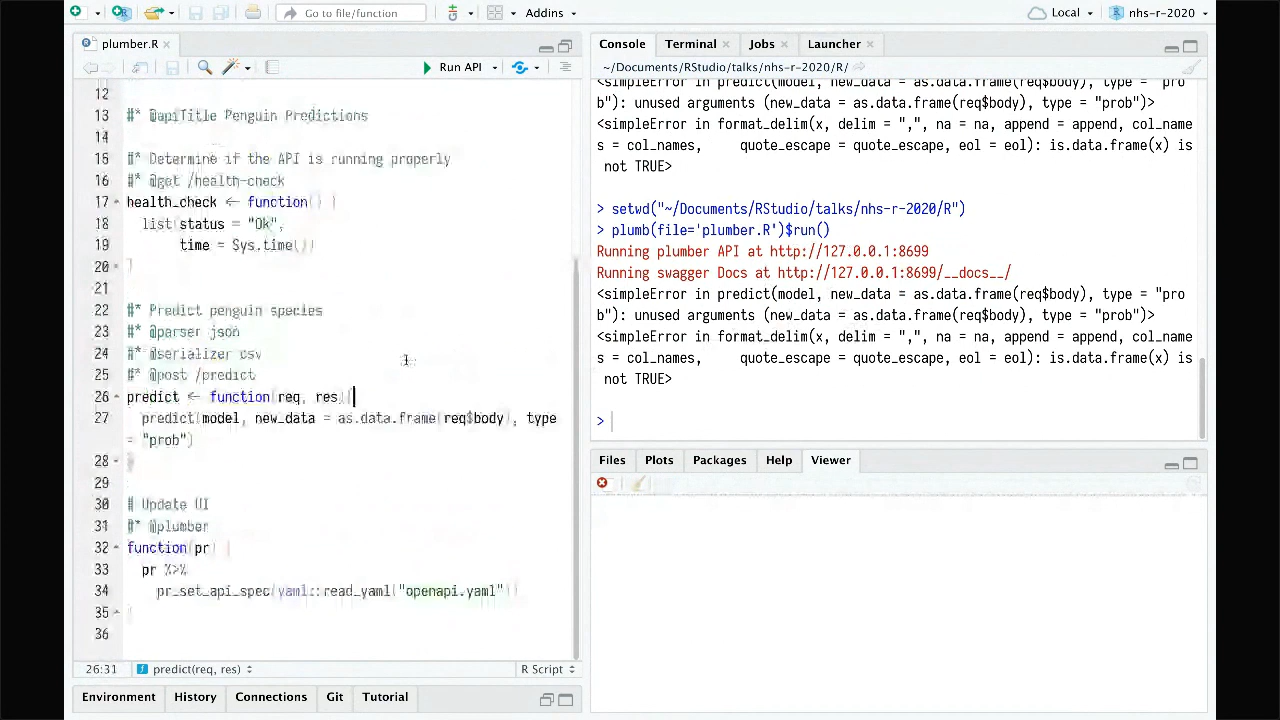 Go to file/function
Addins
Local
nhs-r-2020
plumber.R
Run API
12
13 #* @apiTitle Penguin Predictions
14
15 #* Determine if the API is running properly
16 #* @get /health-check
17 health_check <- function() {
18 list(status = "Ok",
19 time = Sys.time())
20 }
21
22 #* Predict penguin species
23 #* @parser json
24 #* @serializer csv
25 #* @post /predict
26 predict <- function(req, res){
27 predict(model, new_data = as.data.frame(req$body), type
= "prob")
28 }
29
30 # Update UI
31 #* @plumber
32 function(pr) {
33 pr %>%
34 pr_set_api_spec(yaml::read_yaml("openapi.yaml"))
35 }
36
26:31 predict(req, res) R Script
Environment History Connections Git Tutorial
Console Terminal Jobs Launcher
~/Documents/RStudio/talks/nhs-r-2020/R/
<simpleError in predict(model, new_data = as.data.frame(req$body), type = "pro
b"): unused arguments (new_data = as.data.frame(req$body), type = "prob")>
<simpleError in format_delim(x, delim = ",", na = na, append = append, col_name
s = col_names,     quote_escape = quote_escape, eol = eol): is.data.frame(x) is
not TRUE>
> setwd("~/Documents/RStudio/talks/nhs-r-2020/R")
> plumb(file='plumber.R')$run()
Running plumber API at http://127.0.0.1:8699
Running swagger Docs at http://127.0.0.1:8699/__docs__/
<simpleError in predict(model, new_data = as.data.frame(req$body), type = "pro
b"): unused arguments (new_data = as.data.frame(req$body), type = "prob")>
<simpleError in format_delim(x, delim = ",", na = na, append = append, col_name
s = col_names,     quote_escape = quote_escape, eol = eol): is.data.frame(x) is
not TRUE>
>
Files Plots Packages Help Viewer